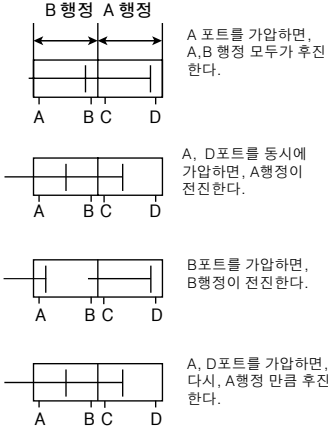 B 행정 A 행정
A 포트를 가압하면,
A,B 행정 모두가 후진
한다.
A B C D
A, D포트를 동시에
가압하면, A행정이
전진한다.
A B C D
B포트를 가압하면,
B행정이 전진한다.
A B C D
A, D포트를 가압하면,
다시, A행정 만큼 후진
한다.
A B C D